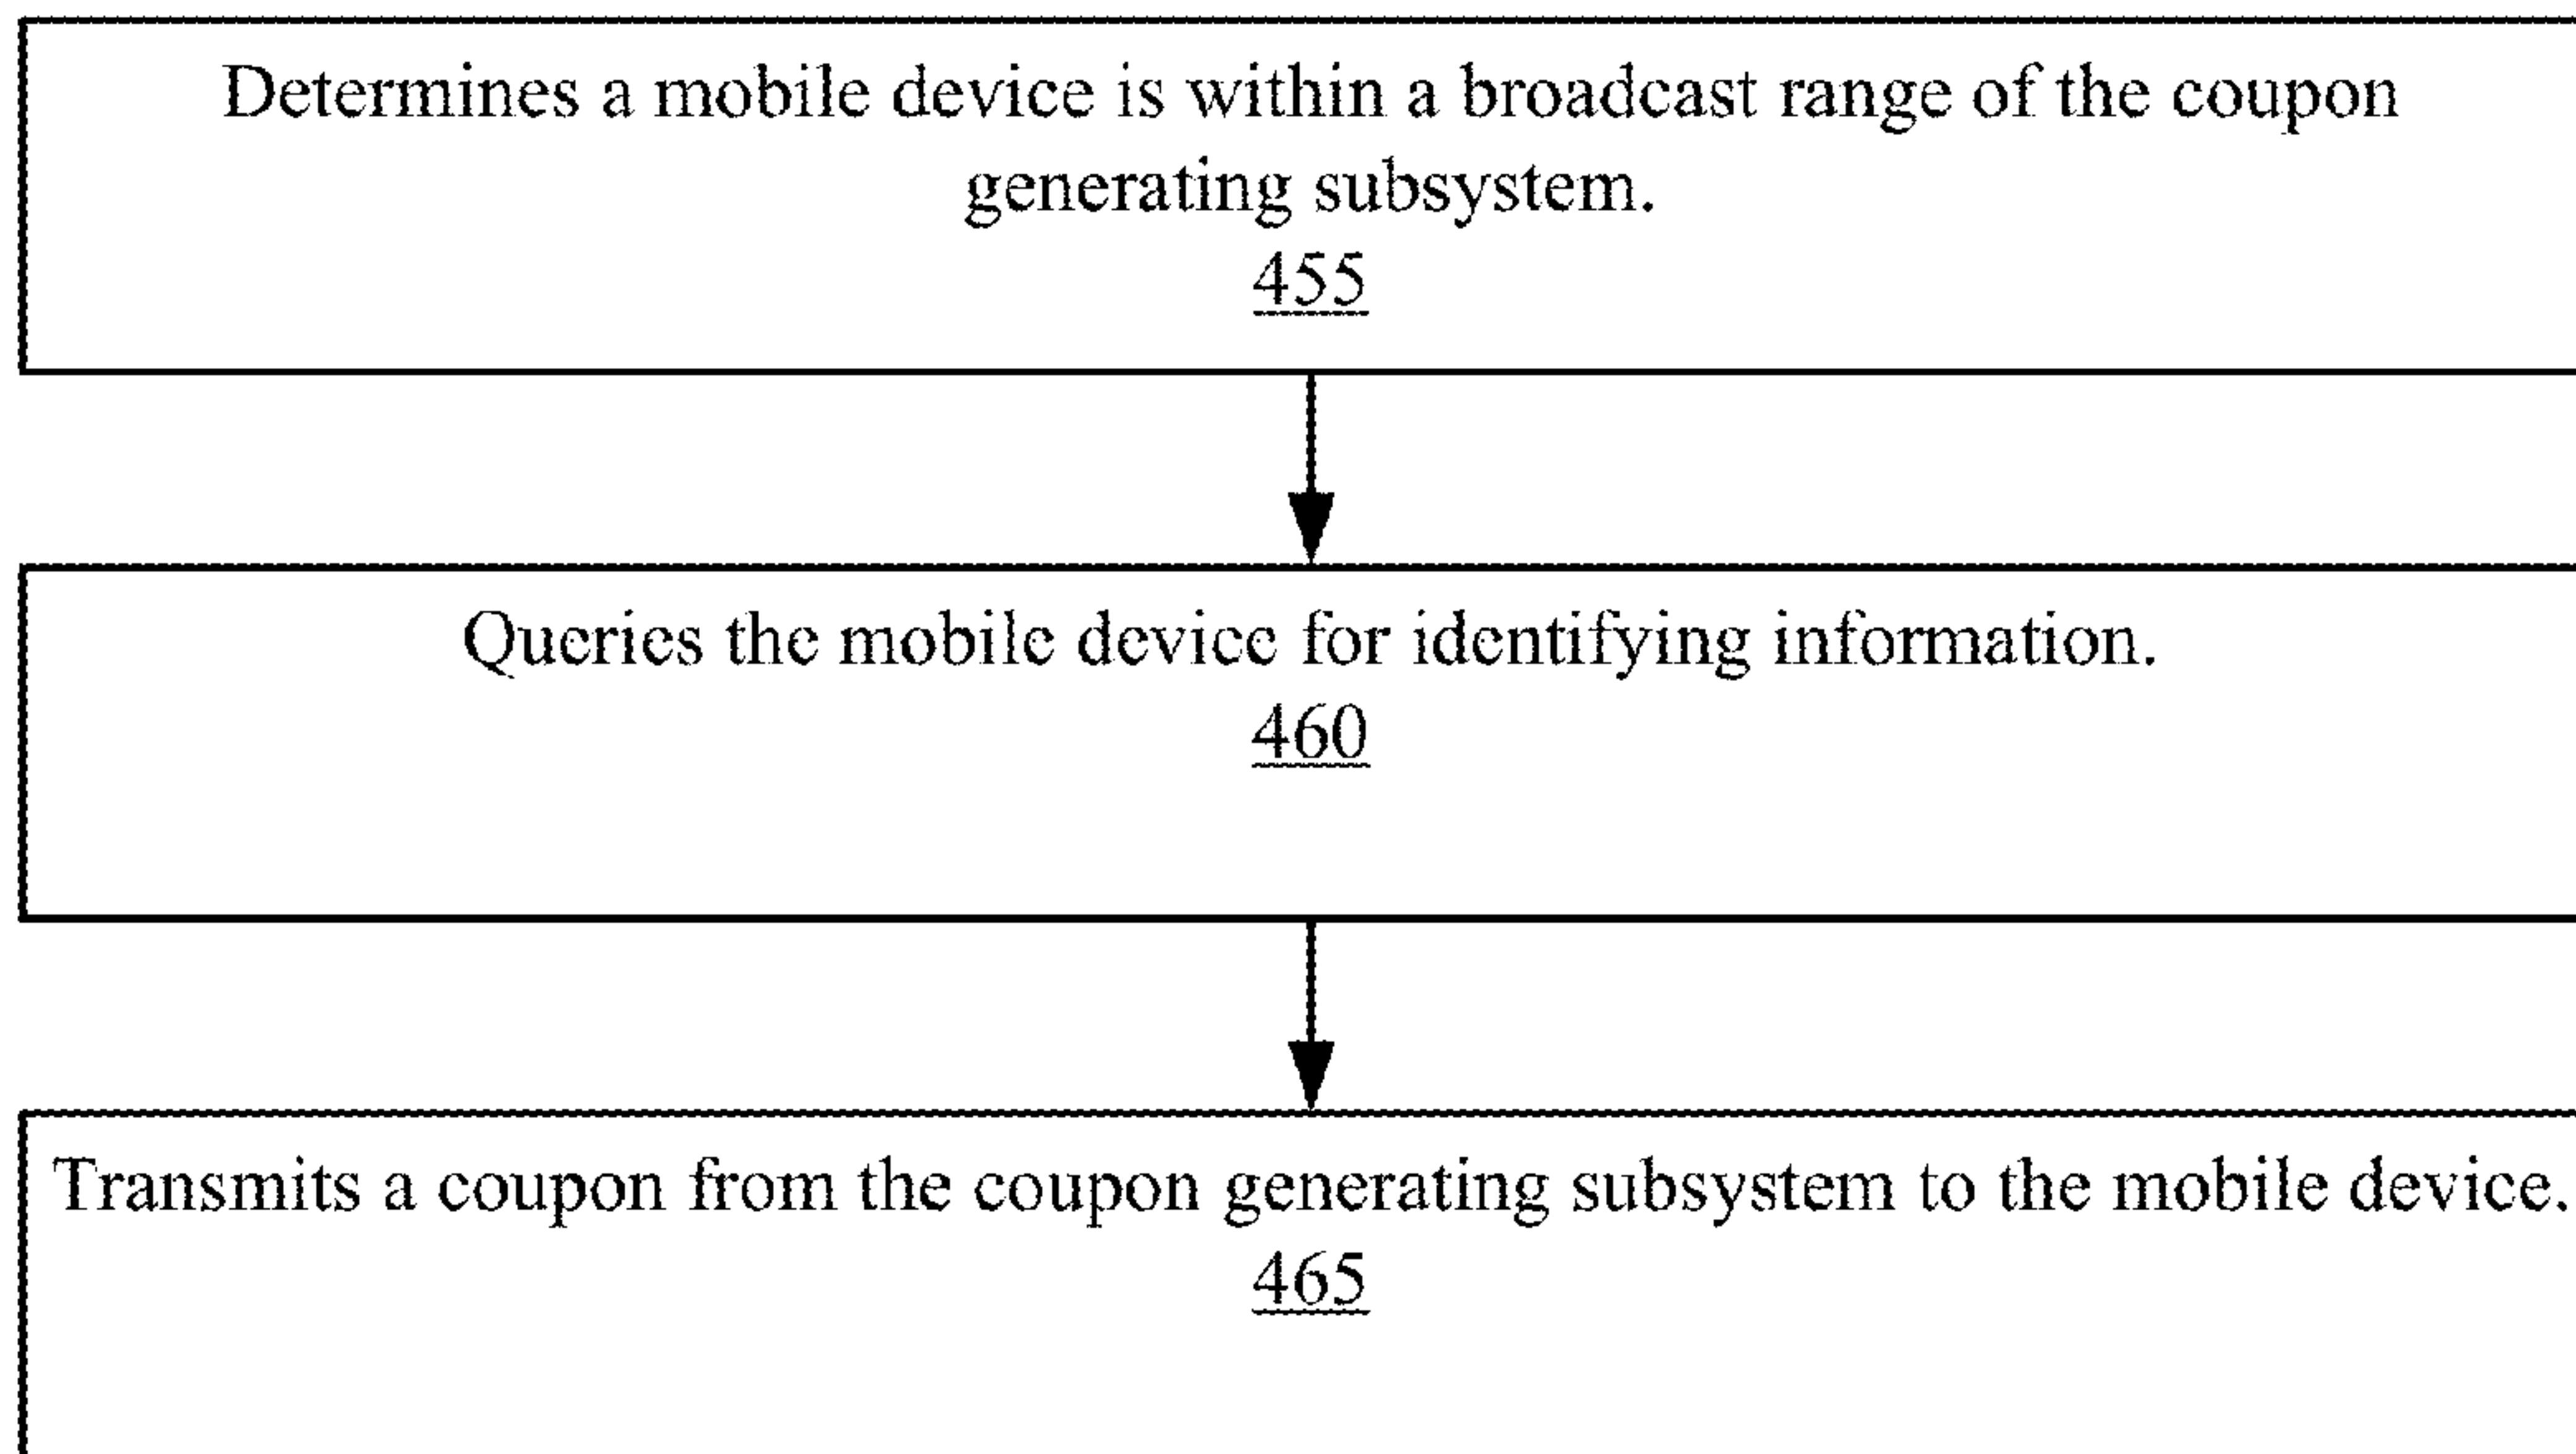 Determines a mobile device is within a broadcast range of the coupon
generating subsystem.
455
Queries the mobile device for identifying information.
460
Transmits a coupon from the coupon generating subsystem to the mobile device.
465